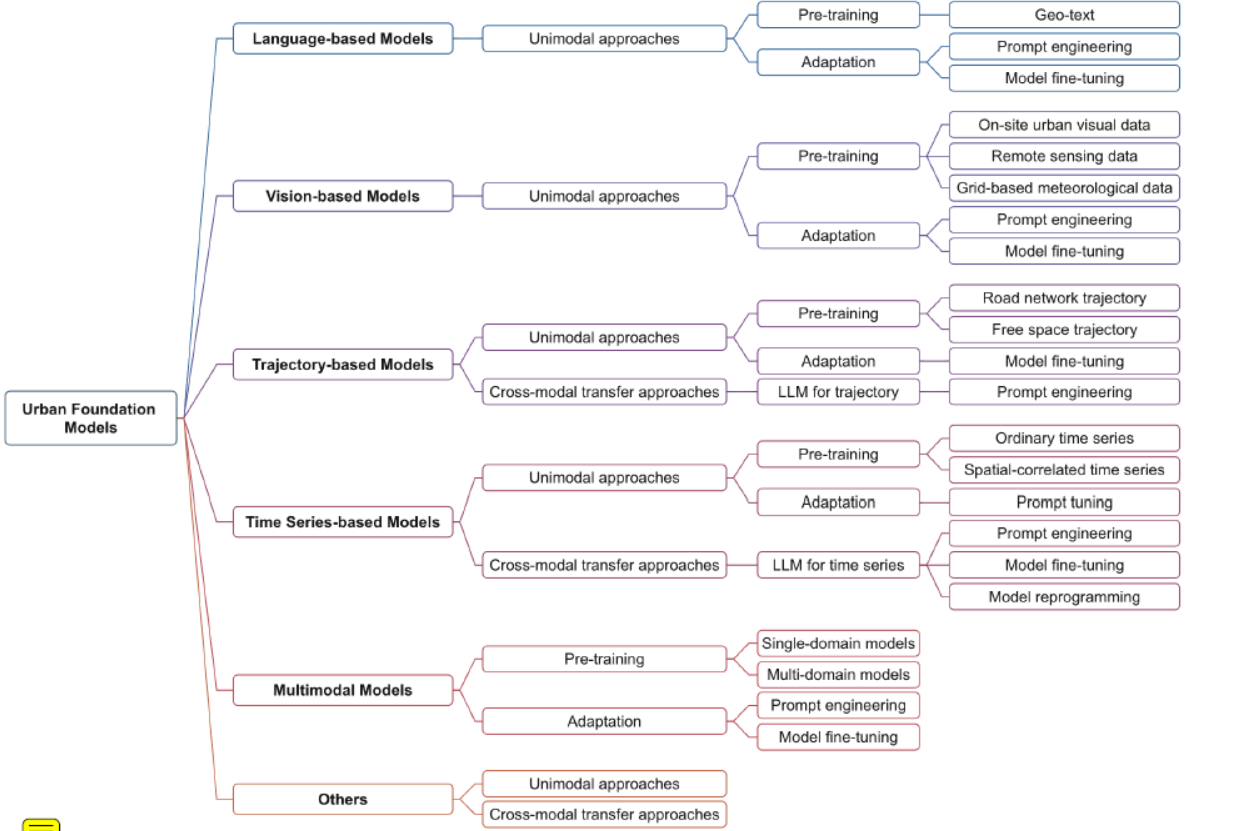 Urban Foundation
Models
Language-based Models
Unimodal approaches
Pre-training
Geo-text
Adaptation
Prompt engineering
Model fine-tuning
Vision-based Models
Unimodal approaches
Pre-training
On-site urban visual data
Remote sensing data
Grid-based meteorological data
Adaptation
Prompt engineering
Model fine-tuning
Trajectory-based Models
Unimodal approaches
Pre-training
Road network trajectory
Free space trajectory
Adaptation
Model fine-tuning
Cross-modal transfer approaches
LLM for trajectory
Prompt engineering
Time Series-based Models
Unimodal approaches
Pre-training
Ordinary time series
Spatial-correlated time series
Adaptation
Prompt tuning
Cross-modal transfer approaches
LLM for time series
Prompt engineering
Model fine-tuning
Model reprogramming
Multimodal Models
Pre-training
Single-domain models
Multi-domain models
Adaptation
Prompt engineering
Model fine-tuning
Others
Unimodal approaches
Cross-modal transfer approaches